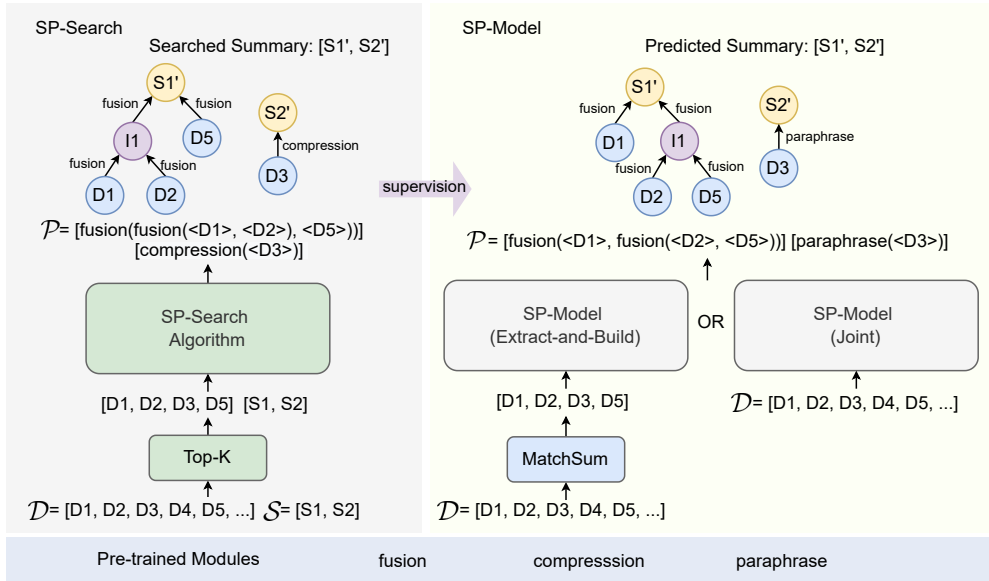 SP-Search
Searched Summary: [S1', S2']
S1'
fusion
fusion
S2'
I1
D5
compression
fusion
fusion
D3
D1
D2
𝒫= [fusion(fusion(<D1>, <D2>), <D5>))]
[compression(<D3>)]
SP-Search
Algorithm
[D1, D2, D3, D5] [S1, S2]
Top-K
𝒟= [D1, D2, D3, D4, D5, ...] 𝒮= [S1, S2]
supervision
SP-Model
Predicted Summary: [S1', S2']
S1'
fusion
fusion
S2'
D1
I1
paraphrase
fusion
fusion
D3
D2
D5
𝒫= [fusion(<D1>, fusion(<D2>, <D5>))] [paraphrase(<D3>)]
SP-Model
(Extract-and-Build)
OR
SP-Model
(Joint)
[D1, D2, D3, D5]
𝒟= [D1, D2, D3, D4, D5, ...]
MatchSum
𝒟= [D1, D2, D3, D4, D5, ...]
Pre-trained Modules fusion compresssion paraphrase